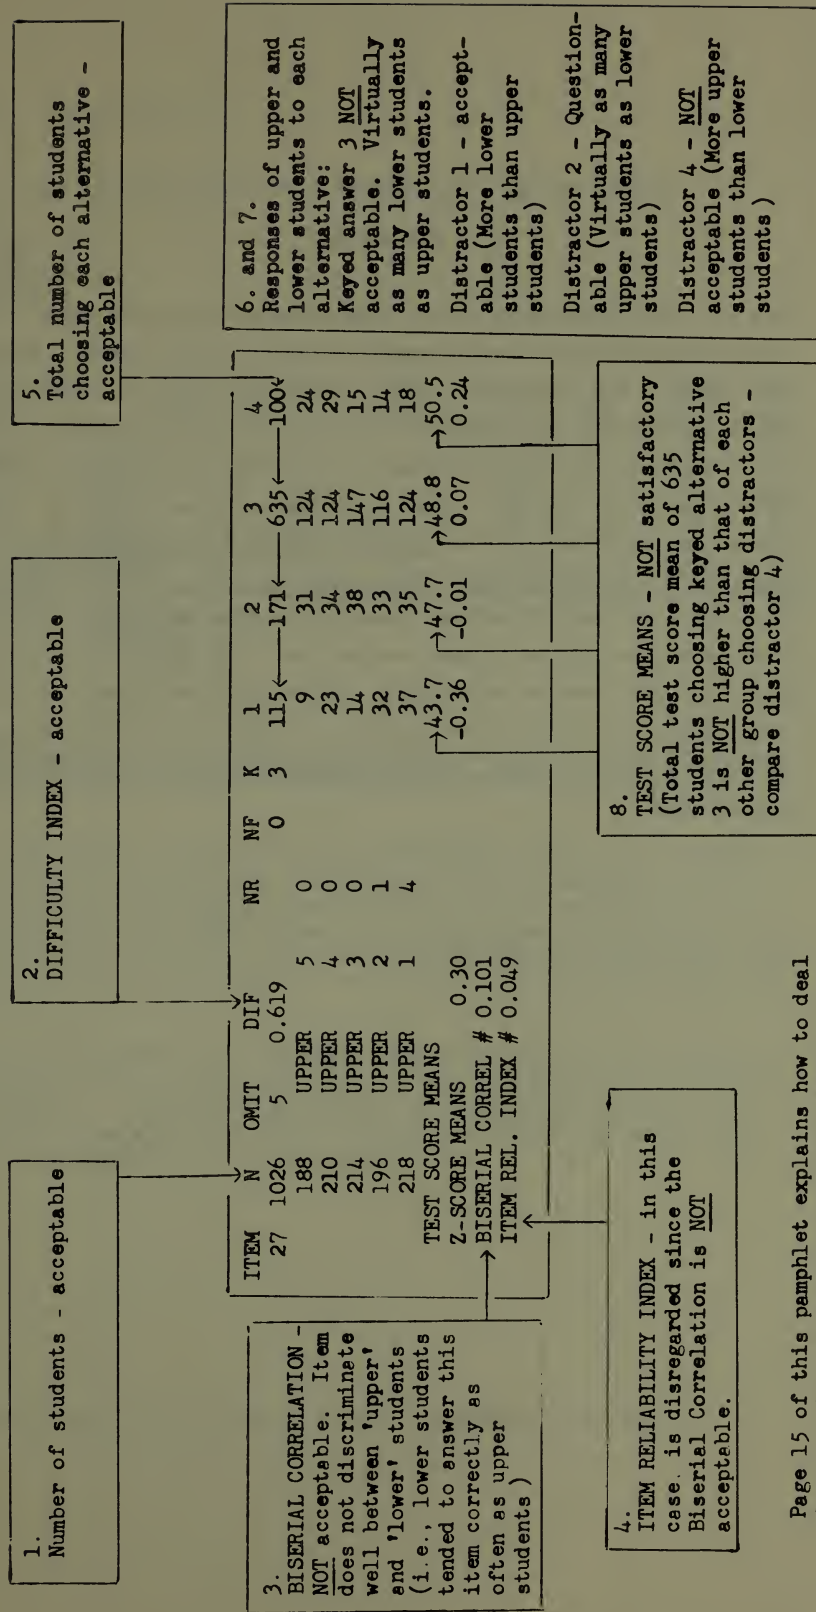 1.
Number of students - acceptable
2.
DIFFICULTY INDEX - acceptable
5.
Total number of students
choosing each alternative -
acceptable
3.
BISERIAL CORRELATION -
NOT acceptable. Item
does not discriminate
well between 'upper'
and 'lower' students
(i.e., lower students
tended to answer this
item correctly as
often as upper
students )
ITEM N OMIT DIF NR NF K 1 2 3 4
27 1026 5 0.619 0 3 115 171 635 100
188 UPPER 5 0 9 31 124 24
210 UPPER 4 0 23 34 124 29
214 UPPER 3 0 14 38 147 15
196 UPPER 2 1 32 33 116 14
218 UPPER 1 4 37 35 124 18
TEST SCORE MEANS 43.7 47.7 48.8 50.5
Z-SCORE MEANS 0.30 -0.36 -0.01 0.07 0.24
BISERIAL CORREL # 0.101
ITEM REL. INDEX # 0.049
6. and 7.
Responses of upper and
lower students to each
alternative:
Keyed answer 3 NOT
acceptable. Virtually
as many lower students
as upper students.
Distractor 1 - accept-
able (More lower
students than upper
students)
Distractor 2 - Question-
able (Virtually as many
upper students as lower
students)
Distractor 4 - NOT
acceptable (More upper
students than lower
students )
4.
ITEM RELIABILITY INDEX - in this
case. is disregarded since the
Biserial Correlation is NOT
acceptable.
8.
TEST SCORE MEANS - NOT satisfactory
(Total test score mean of 635
students choosing keyed alternative
3 is NOT higher than that of each
other group choosing distractors -
compare distractor 4)
Page 15 of this pamphlet explains how to deal